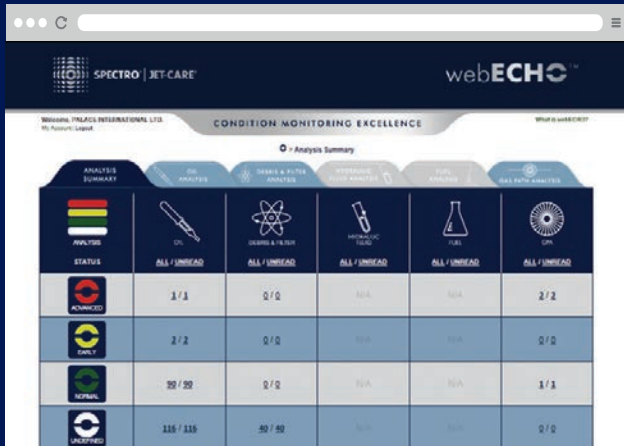 SPECTRO | JET-CARE
webECHO™
Welcome, PALACS INTERNATIONAL LTD.
My Account | Logout
CONDITION MONITORING EXCELLENCE
What is webECHO?
> Analysis Summary
ANALYSIS SUMMARY
OIL ANALYSIS
DEBRIS & FILTER ANALYSIS
HYDRAULIC FLUID ANALYSIS
FUEL ANALYSIS
GAS PATH ANALYSIS
ANALYSIS
OIL
DEBRIS & FILTER
HYDRAULIC FLUID
FUEL
GPA
STATUS
ALL / UNREAD
ALL / UNREAD
ALL / UNREAD
ALL / UNREAD
ALL / UNREAD
ADVANCED
1 / 1
0 / 0
N/A
N/A
2 / 2
EARLY
2 / 2
0 / 0
N/A
N/A
0 / 0
NORMAL
90 / 90
0 / 0
N/A
N/A
1 / 1
UNDEFINED
116 / 116
40 / 40
N/A
N/A
0 / 0